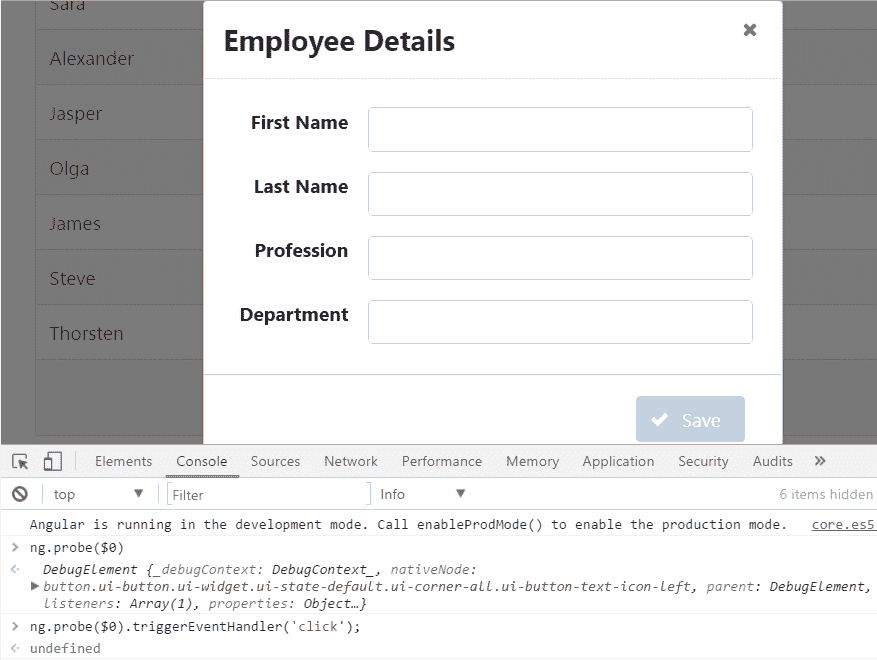 Sara
Employee Details
Alexander
First Name
Jasper
Last Name
Olga
James
Profession
Steve
Department
Thorsten
Save
Elements Console Sources Network Performance Memory Application Security Audits
top Filter Info 6 items hidden
Angular is running in the development mode. Call enableProdMode() to enable the production mode. core.es5
ng.probe($0)
DebugElement {_debugContext: DebugContext_, nativeNode:
button.ui-button.ui-widget.ui-state-default.ui-corner-all.ui-button-text-icon-left, parent: DebugElement,
listeners: Array(1), properties: Object…}
ng.probe($0).triggerEventHandler('click');
undefined